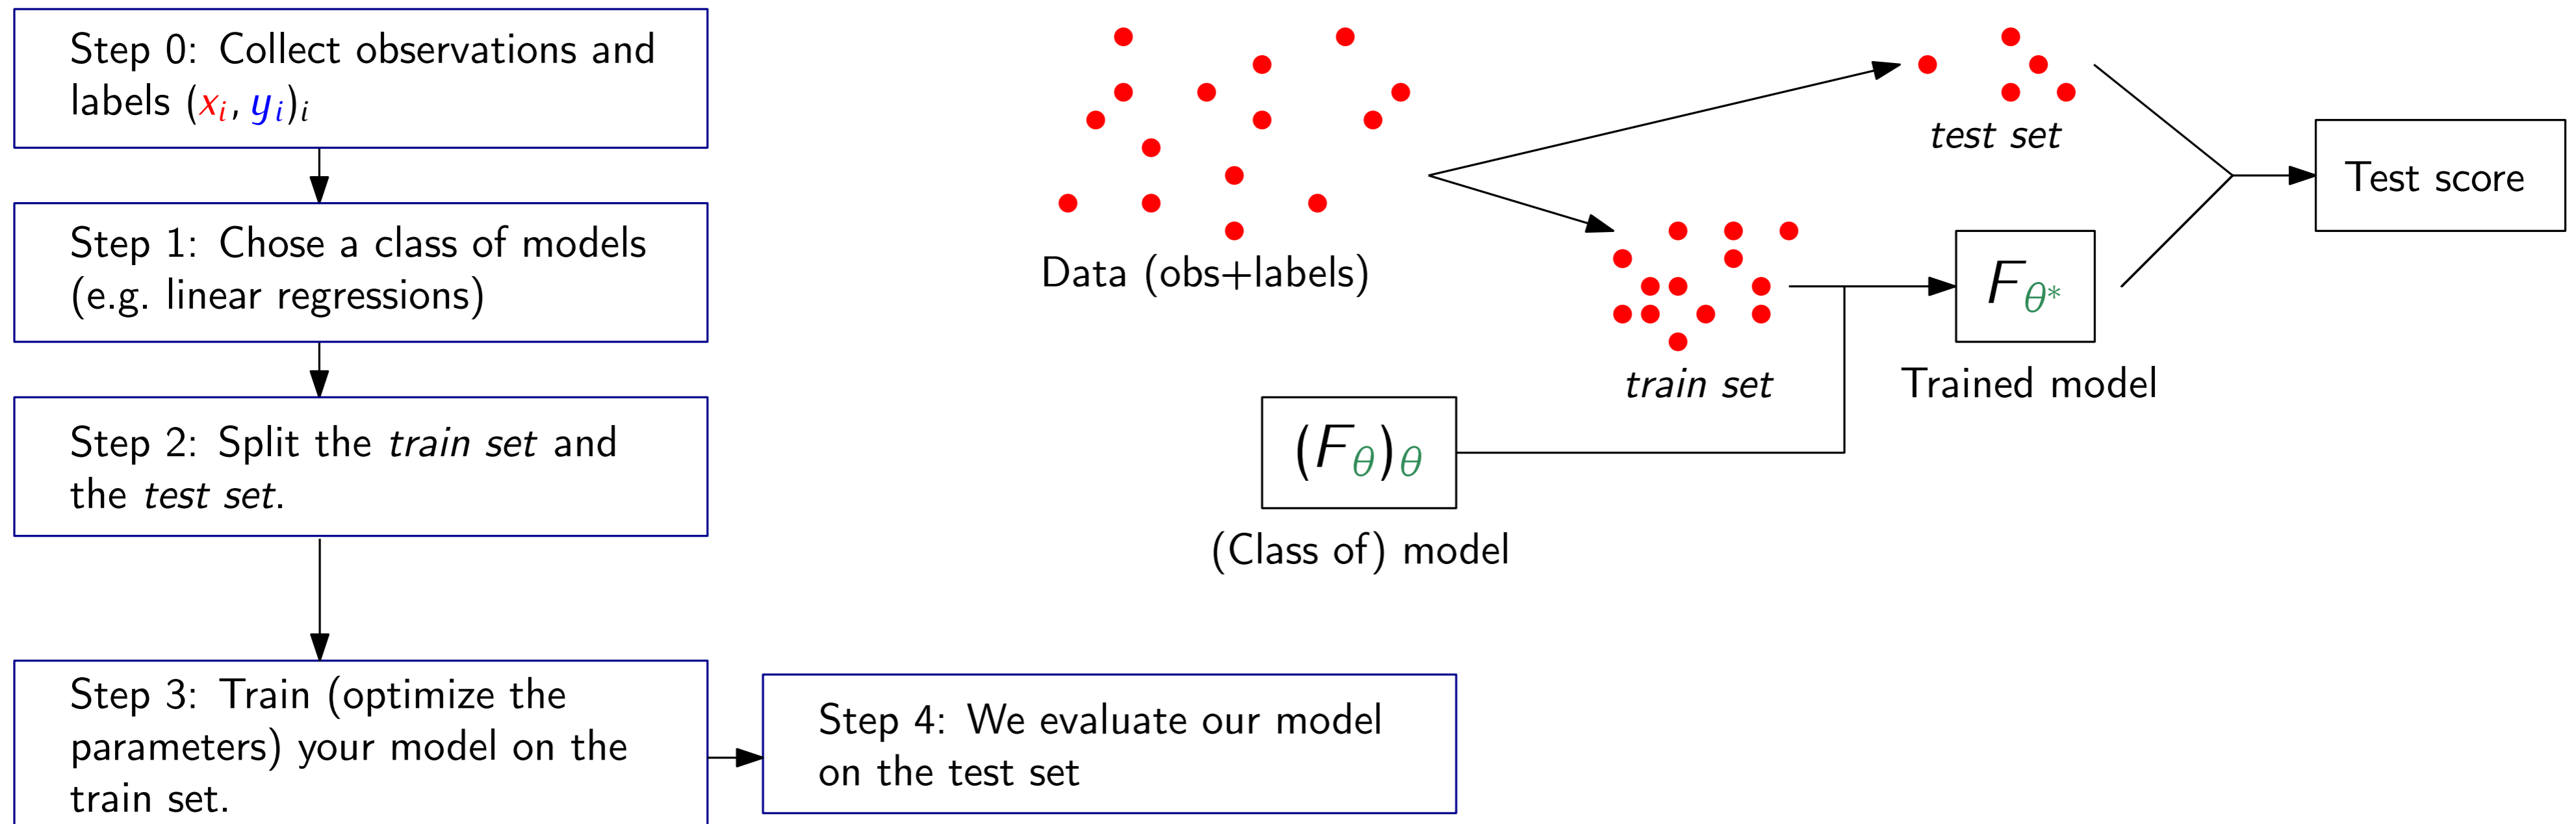 Step 0: Collect observations and
labels (xᵢ, yᵢ)ᵢ
Step 1: Chose a class of models
(e.g. linear regressions)
Step 2: Split the train set and
the test set.
Step 3: Train (optimize the
parameters) your model on the
train set.
Step 4: We evaluate our model
on the test set
Data (obs+labels)
test set
train set
(F_θ)_θ
(Class of) model
F_θ*
Trained model
Test score